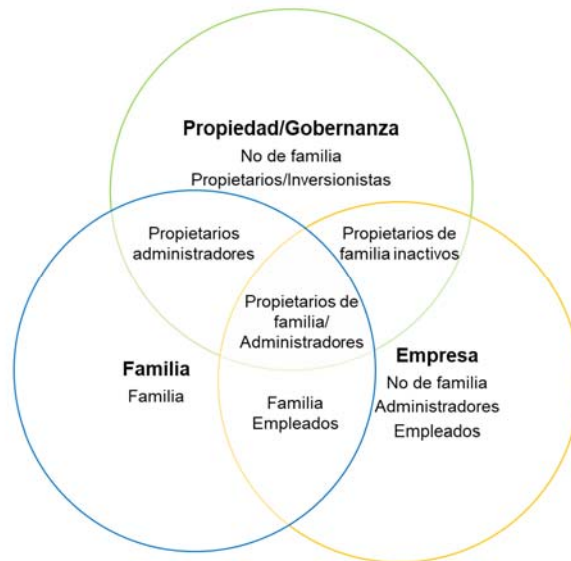 Propiedad/Gobernanza
No de familia
Propietarios/Inversionistas
Propietarios
administradores
Propietarios de
familia inactivos
Propietarios de
familia/
Administradores
Familia
Familia
Empresa
No de familia
Administradores
Empleados
Familia
Empleados